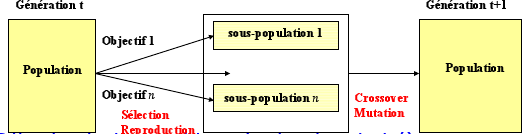 Génération t
Génération t+1
Objectif 1
sous-population 1
Population
Population
Objectif n
sous-population n
Sélection
Reproduction
Crossover
Mutation